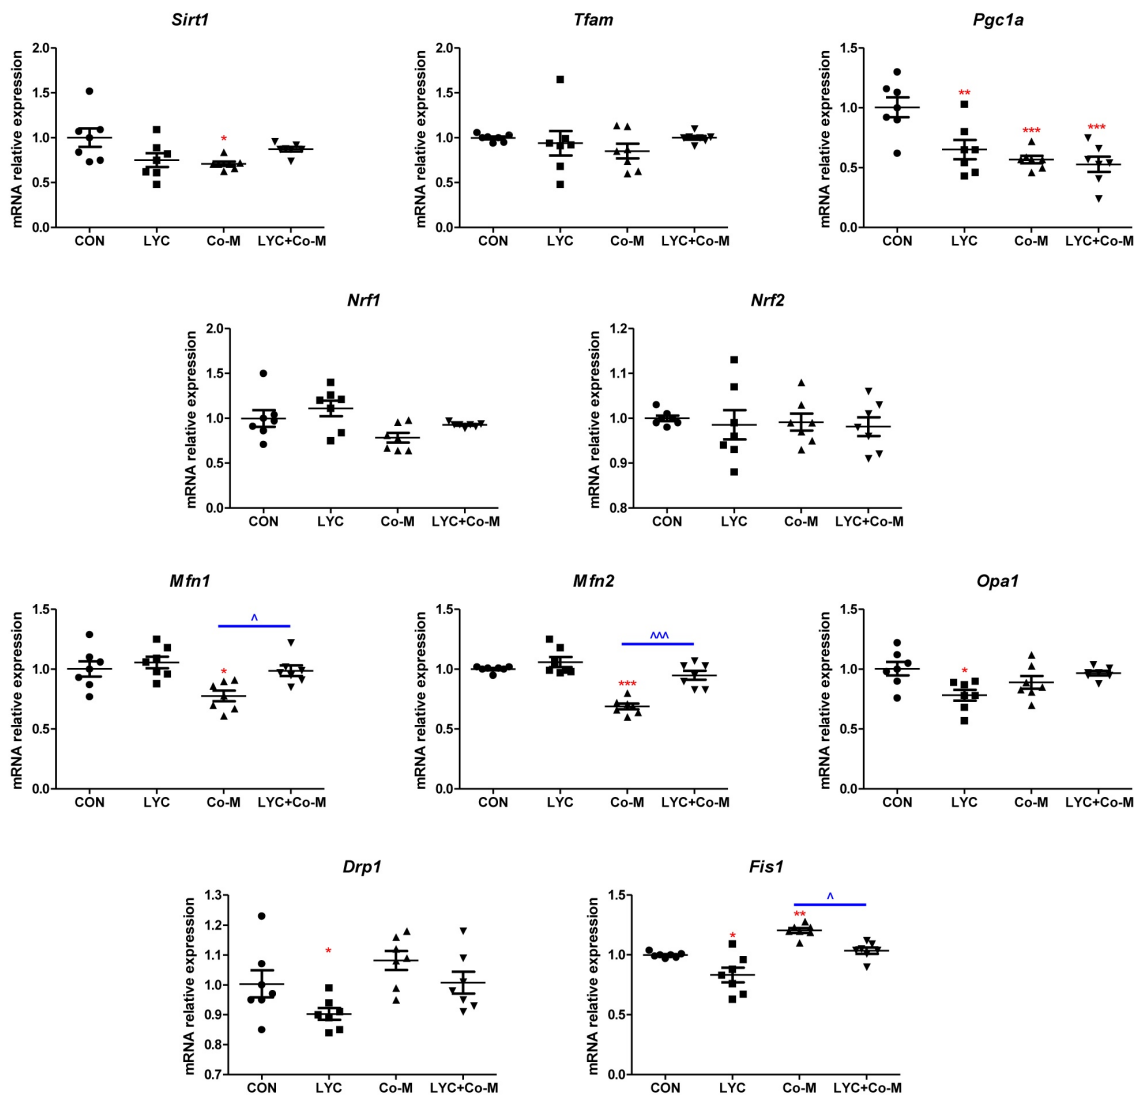 Sirt1
Tfam
Pgc1a
mRNA relative expression
2.0
1.5
1.0
0.5
0.0
*
CON
LYC
Co-M
LYC+Co-M
mRNA relative expression
2.0
1.5
1.0
0.5
0.0
CON
LYC
Co-M
LYC+Co-M
mRNA relative expression
1.5
1.0
0.5
0.0
**
***
***
CON
LYC
Co-M
LYC+Co-M
Nrf1
Nrf2
mRNA relative expression
2.0
1.5
1.0
0.5
0.0
CON
LYC
Co-M
LYC+Co-M
mRNA relative expression
1.2
1.1
1.0
0.9
0.8
CON
LYC
Co-M
LYC+Co-M
Mfn1
Mfn2
Opa1
mRNA relative expression
1.5
1.0
0.5
0.0
^
*
CON
LYC
Co-M
LYC+Co-M
mRNA relative expression
1.5
1.0
0.5
0.0
^^^
***
CON
LYC
Co-M
LYC+Co-M
mRNA relative expression
1.5
1.0
0.5
0.0
*
CON
LYC
Co-M
LYC+Co-M
Drp1
Fis1
mRNA relative expression
1.3
1.2
1.1
1.0
0.9
0.8
0.7
*
CON
LYC
Co-M
LYC+Co-M
mRNA relative expression
1.5
1.0
0.5
0.0
^
**
*
CON
LYC
Co-M
LYC+Co-M